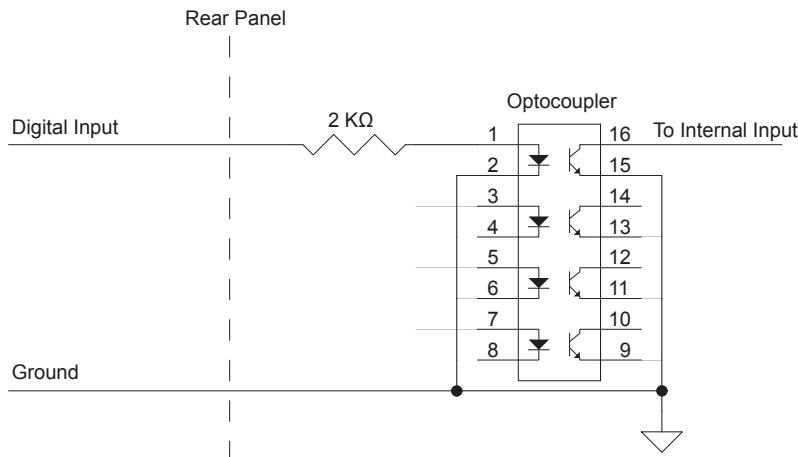 Rear Panel
Optocoupler
Digital Input
2 KΩ
1
16
To Internal Input
2
15
3
14
4
13
5
12
6
11
7
10
8
9
Ground